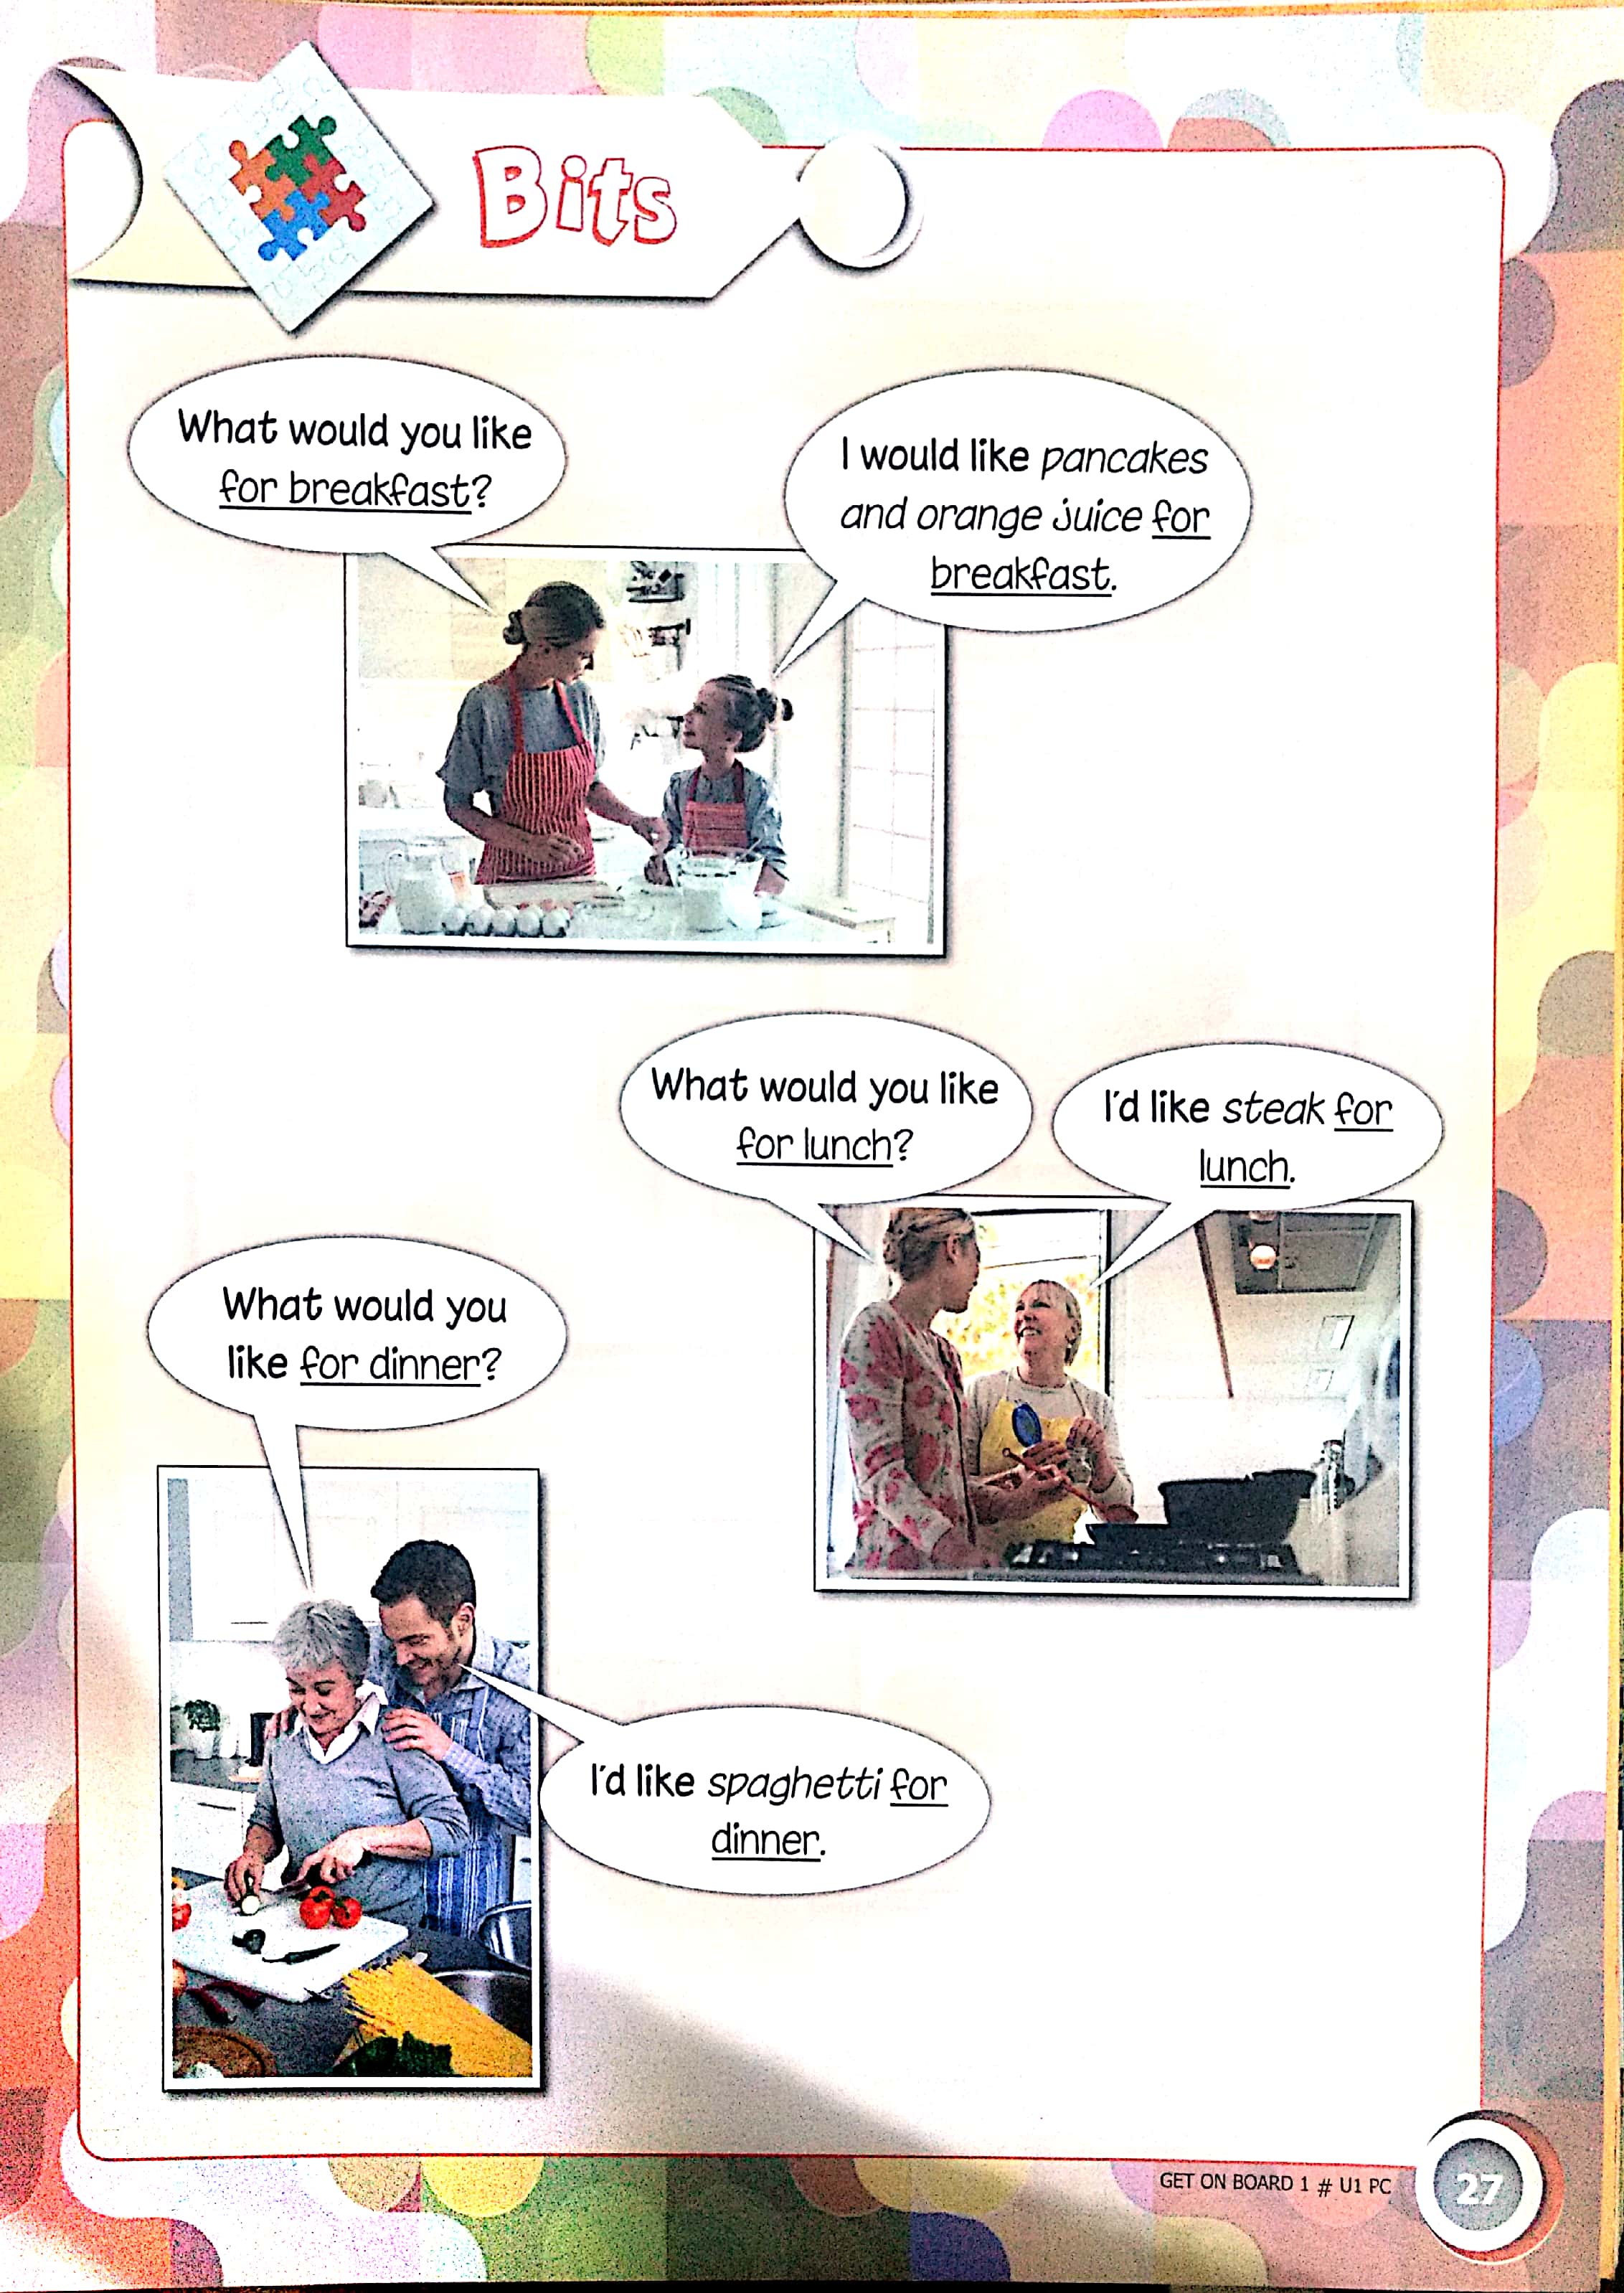 Bits
What would you like
for breakfast?
I would like pancakes
and orange juice for
breakfast.
What would you like
for lunch?
I'd like steak for
lunch.
What would you
like for dinner?
I'd like spaghetti for
dinner.
GET ON BOARD 1 # U1 PC
27